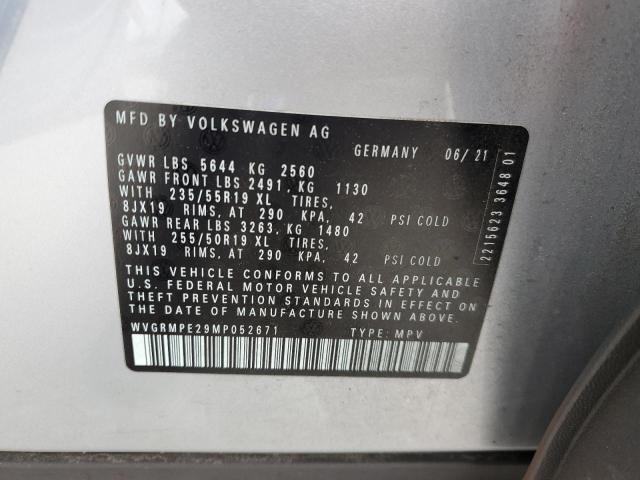 MFD BY VOLKSWAGEN AG
GERMANY 06/21
GVWR LBS 5644 KG 2560
GAWR FRONT LBS 2491, KG 1130
WITH 235/55R19 XL TIRES,
8JX19 RIMS, AT 290 KPA, 42 PSI COLD
GAWR REAR LBS 3263, KG 1480
WITH 255/50R19 XL TIRES,
8JX19 RIMS, AT 290 KPA, 42 PSI COLD
THIS VEHICLE CONFORMS TO ALL APPLICABLE
U.S. FEDERAL MOTOR VEHICLE SAFETY AND
THEFT PREVENTION STANDARDS IN EFFECT ON
THE DATE OF MANUFACTURE SHOWN ABOVE.
WVGRMPE29MP052671 TYPE: MPV
2215623 3648 01